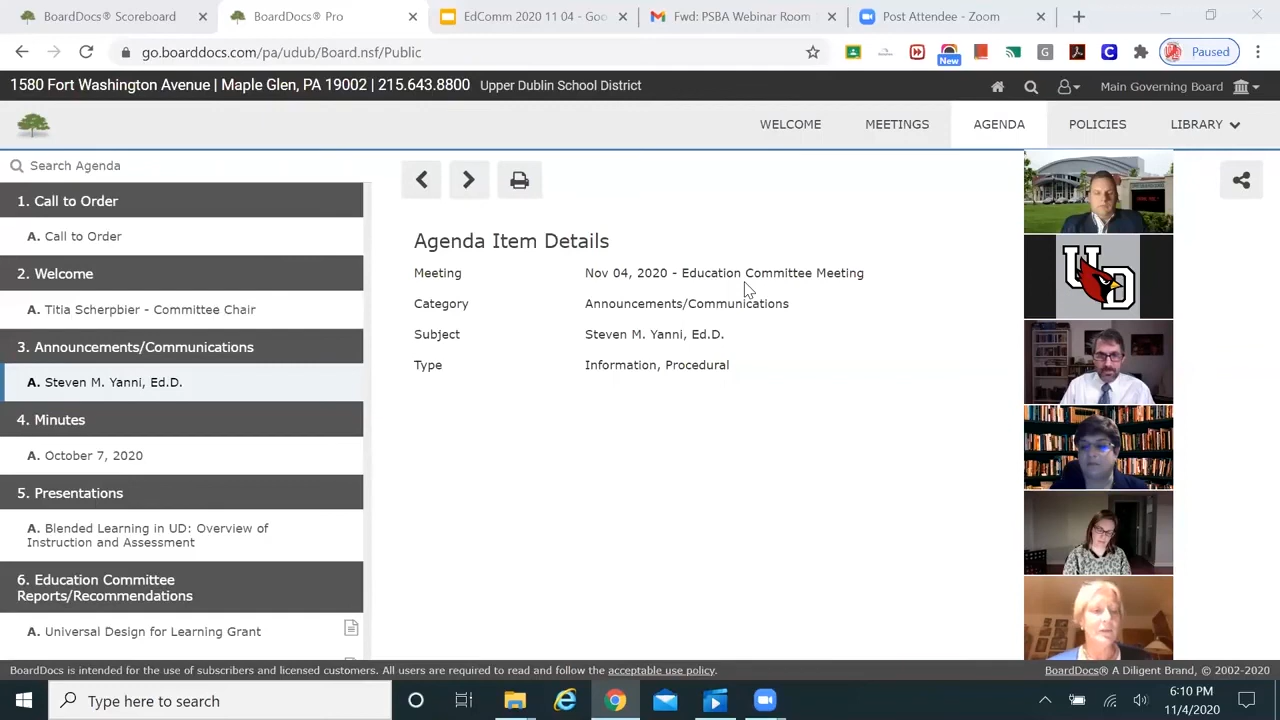 BoardDocs® Scoreboard
BoardDocs® Pro
EdComm 2020 11 04 - Goo
Fwd: PSBA Webinar Room
Post Attendee - Zoom
go.boarddocs.com/pa/udub/Board.nsf/Public
New
Paused
1580 Fort Washington Avenue | Maple Glen, PA 19002 | 215.643.8800 Upper Dublin School District
Main Governing Board
WELCOME MEETINGS AGENDA POLICIES LIBRARY
Search Agenda
1. Call to Order
A. Call to Order
2. Welcome
A. Titia Scherpbier - Committee Chair
3. Announcements/Communications
A. Steven M. Yanni, Ed.D.
4. Minutes
A. October 7, 2020
5. Presentations
A. Blended Learning in UD: Overview of
Instruction and Assessment
6. Education Committee
Reports/Recommendations
A. Universal Design for Learning Grant
Agenda Item Details
Meeting Nov 04, 2020 - Education Committee Meeting
Category Announcements/Communications
Subject Steven M. Yanni, Ed.D.
Type Information, Procedural
UD
BoardDocs is intended for the use of subscribers and licensed customers. All users are required to read and follow the acceptable use policy.
BoardDocs® A Diligent Brand, © 2002-2020
Type here to search
6:10 PM
11/4/2020